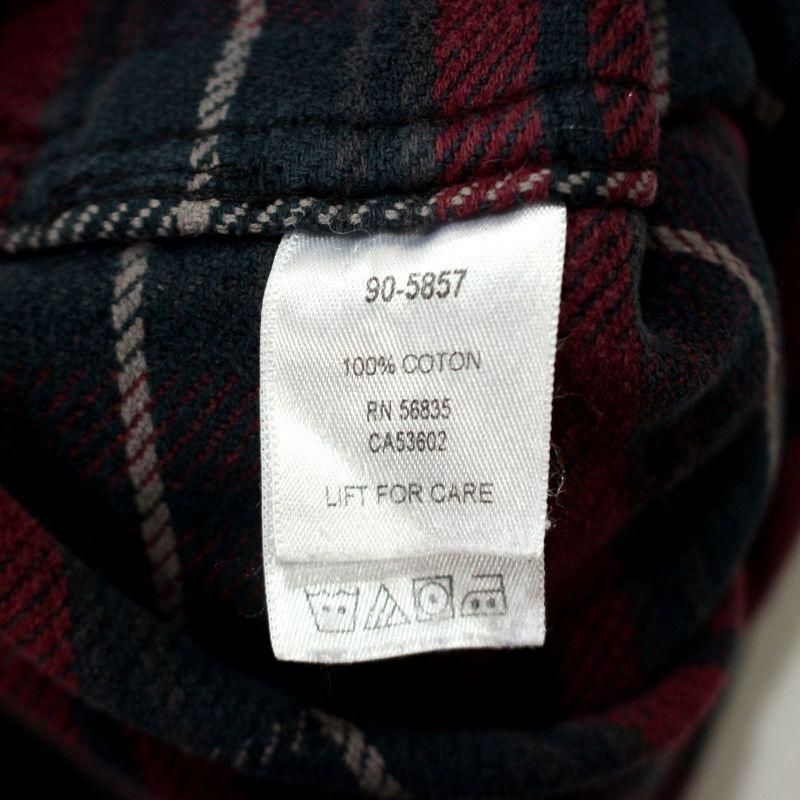 90-5857
100% COTON
RN 56835
CA53602
LIFT FOR CARE